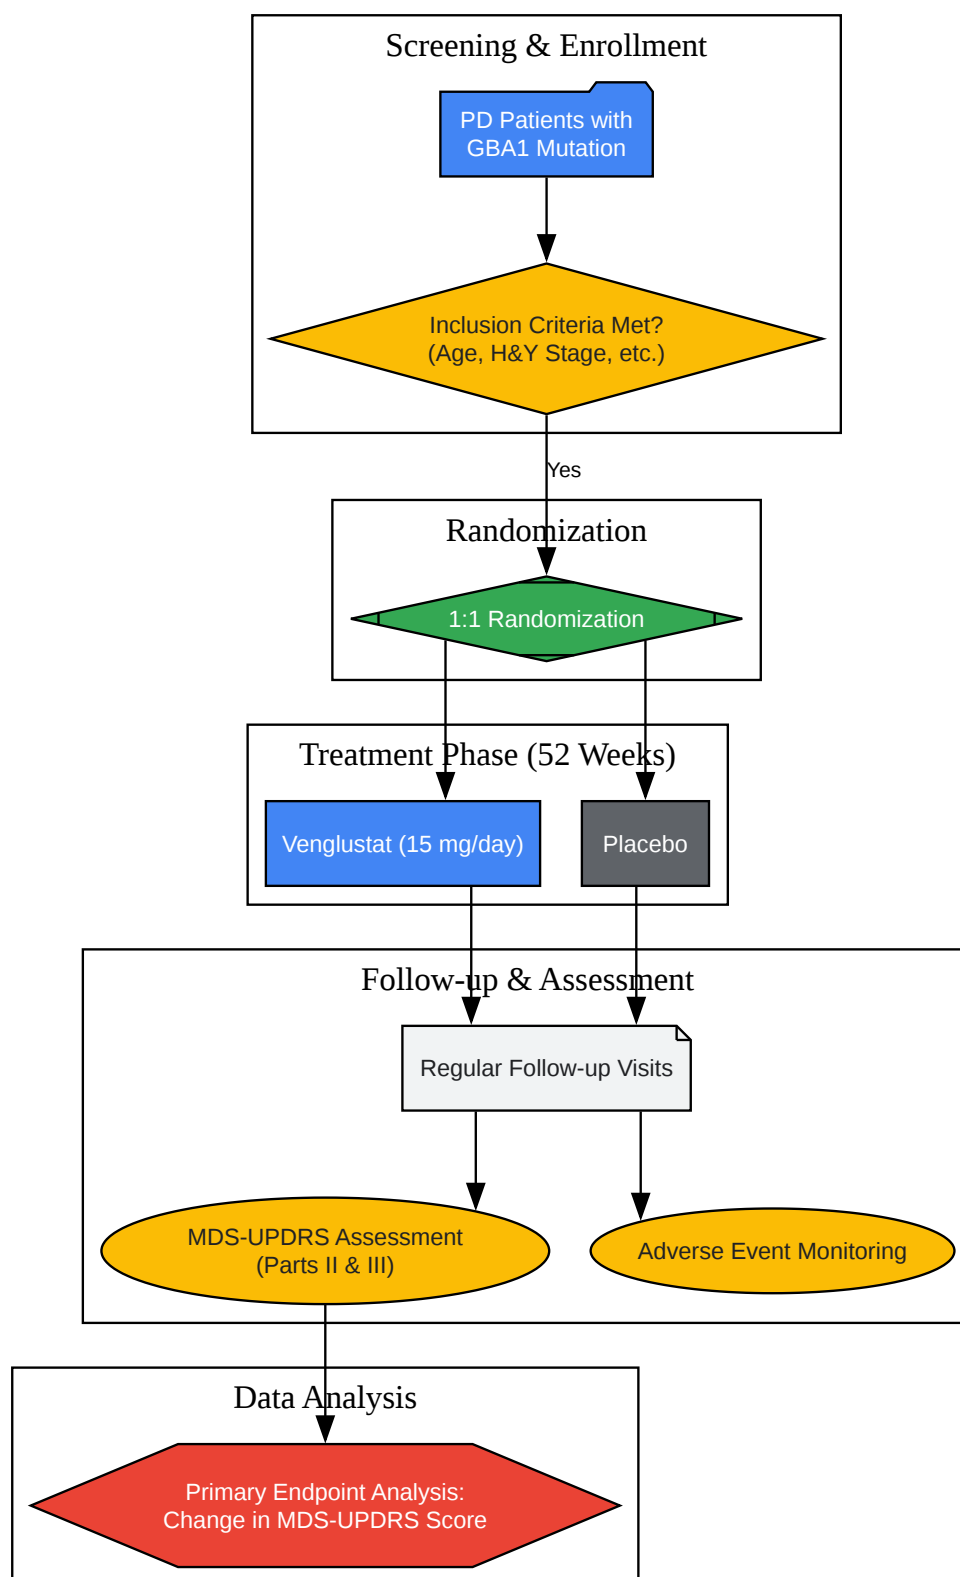 Screening & Enrollment
PD Patients with
GBA1 Mutation
Inclusion Criteria Met?
(Age, H&Y Stage, etc.)
Yes
Randomization
1:1 Randomization
Treatment Phase (52 Weeks)
Venglustat (15 mg/day)
Placebo
Follow-up & Assessment
Regular Follow-up Visits
MDS-UPDRS Assessment
(Parts II & III)
Adverse Event Monitoring
Data Analysis
Primary Endpoint Analysis:
Change in MDS-UPDRS Score